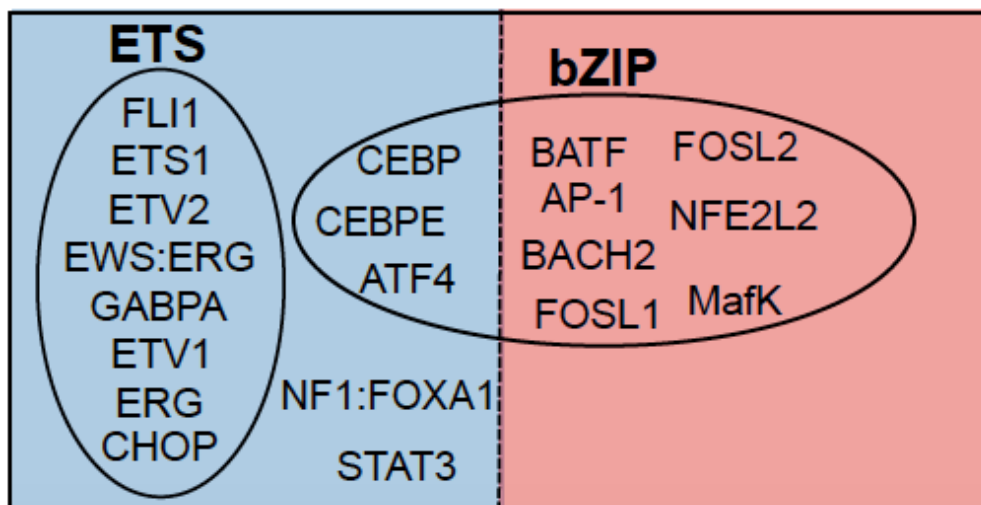 ETS
FLI1
ETS1
ETV2
EWS:ERG
GABPA
ETV1
ERG
CHOP
bZIP
CEBP
CEBPE
ATF4
BATF
AP-1
BACH2
FOSL1
FOSL2
NFE2L2
MafK
NF1:FOXA1
STAT3